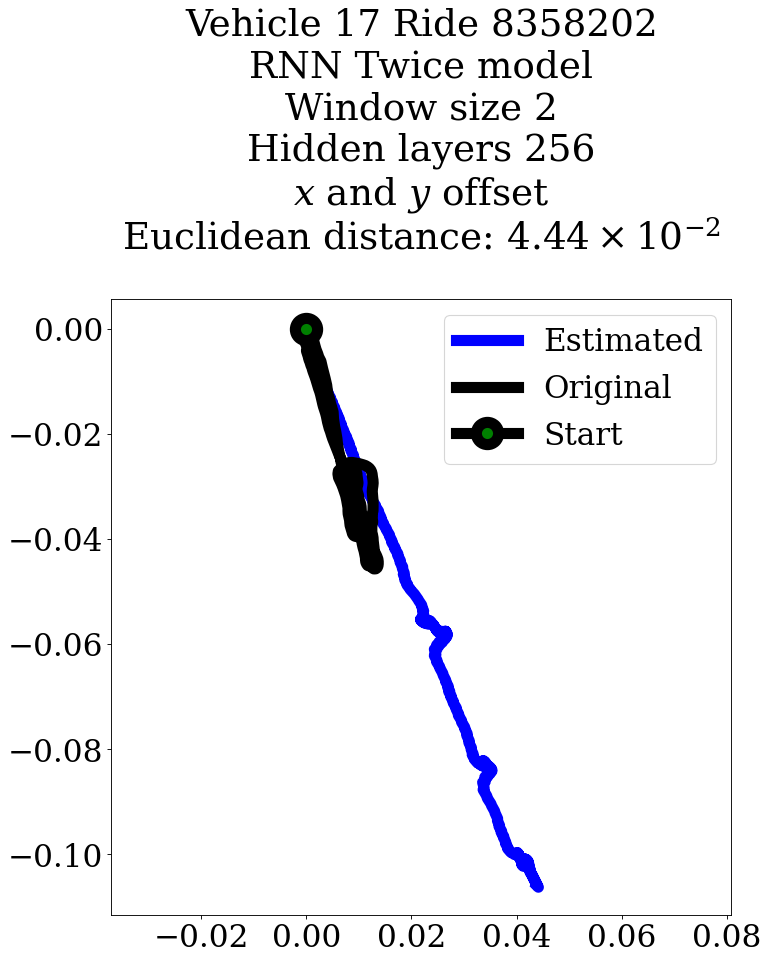 Vehicle 17 Ride 8358202
RNN Twice model
Window size 2
Hidden layers 256
x and y offset
Euclidean distance: 4.44 × 10⁻²
Estimated
Original
Start
0.00
−0.02
−0.04
−0.06
−0.08
−0.10
−0.02 0.00 0.02 0.04 0.06 0.08